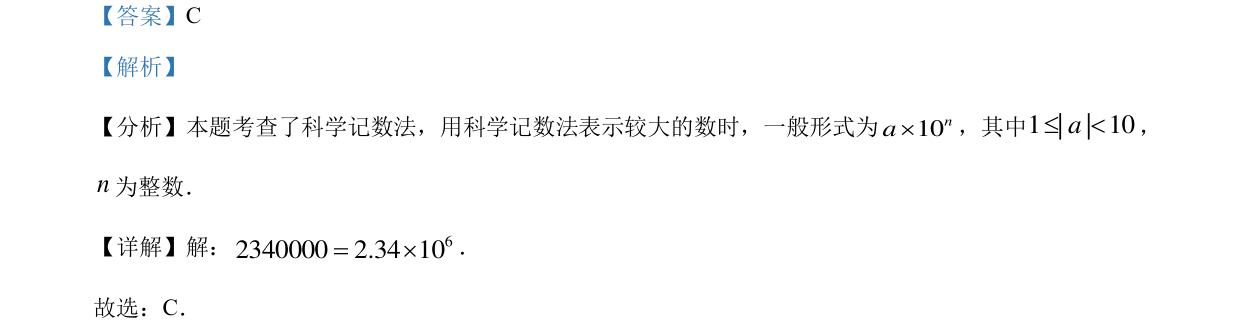 【答案】C
【解析】
【分析】本题考查了科学记数法，用科学记数法表示较大的数时，一般形式为 a×10ⁿ，其中1≤|a|<10，
n 为整数．
【详解】解：2340000＝2.34×10⁶．
故选：C．